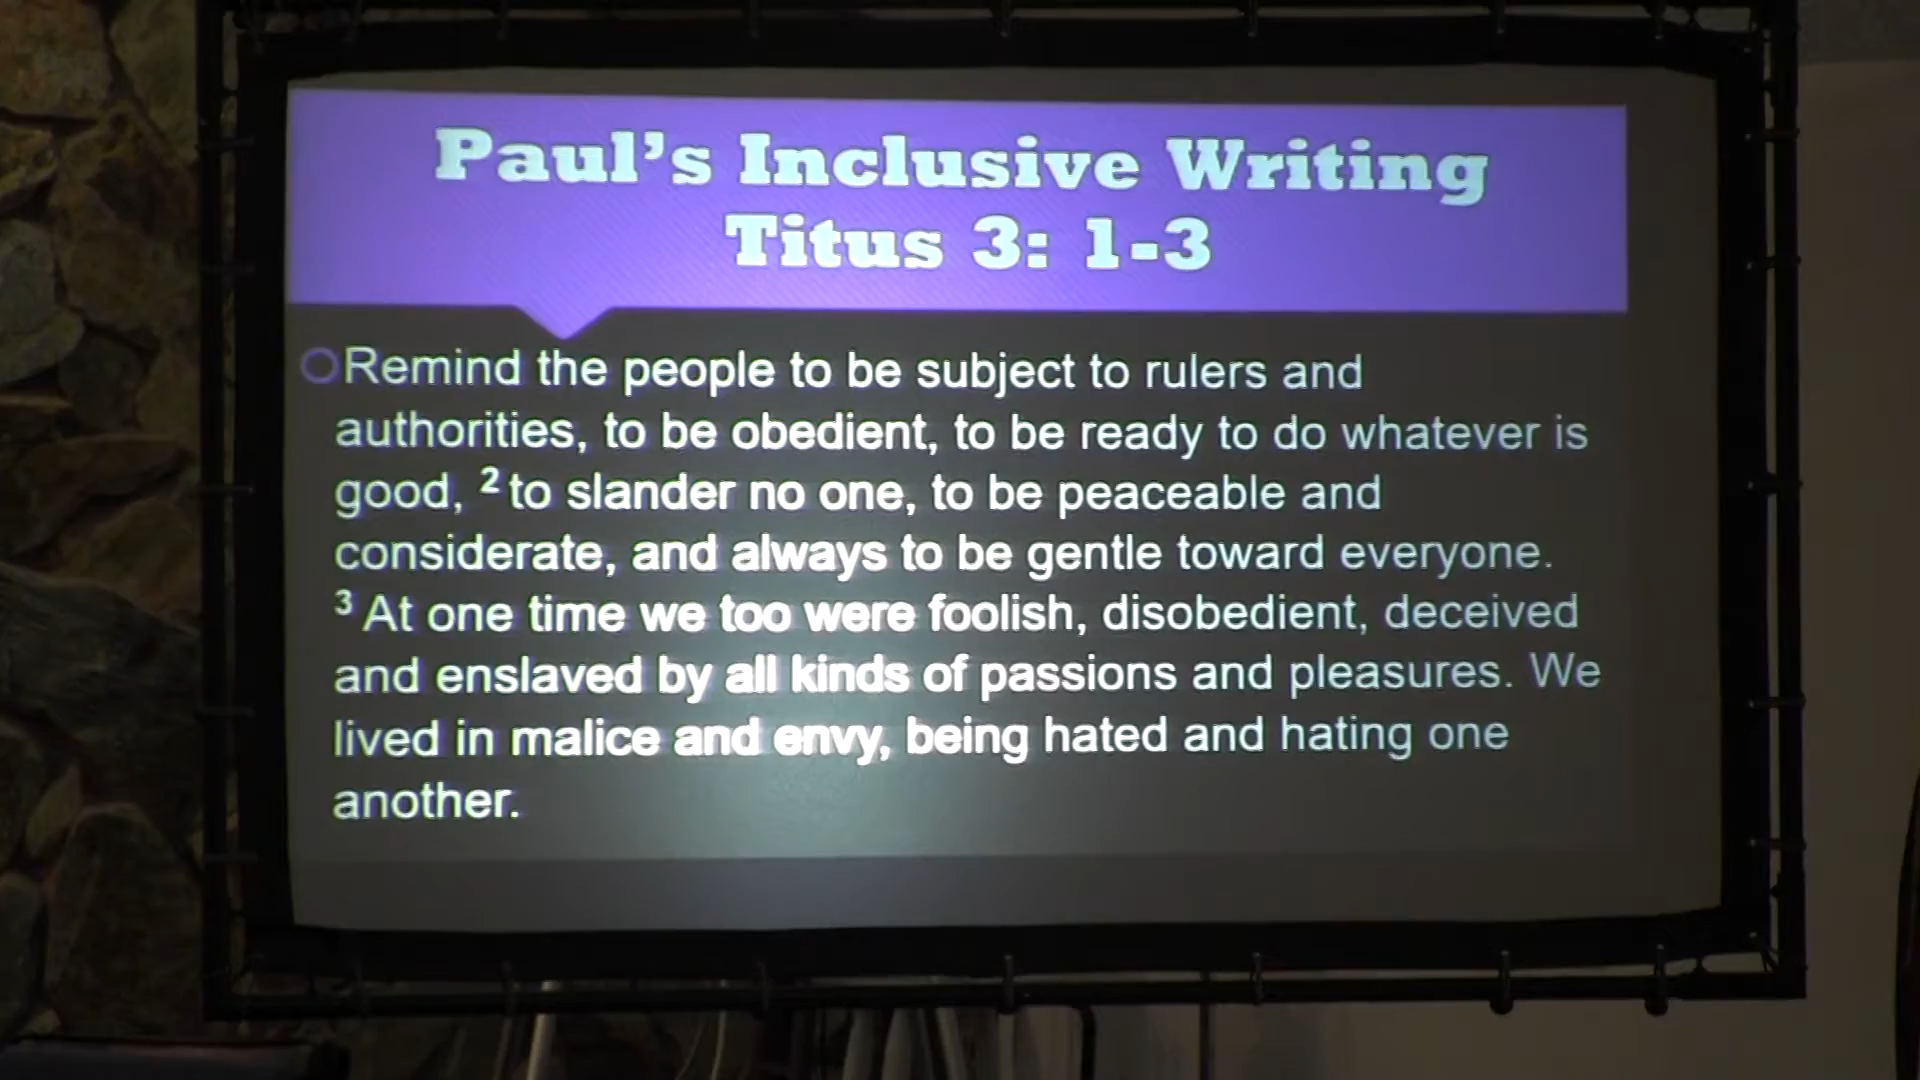 Paul’s Inclusive Writing
Titus 3: 1-3
Remind the people to be subject to rulers and
authorities, to be obedient, to be ready to do whatever is
good, ² to slander no one, to be peaceable and
considerate, and always to be gentle toward everyone.
³ At one time we too were foolish, disobedient, deceived
and enslaved by all kinds of passions and pleasures. We
lived in malice and envy, being hated and hating one
another.